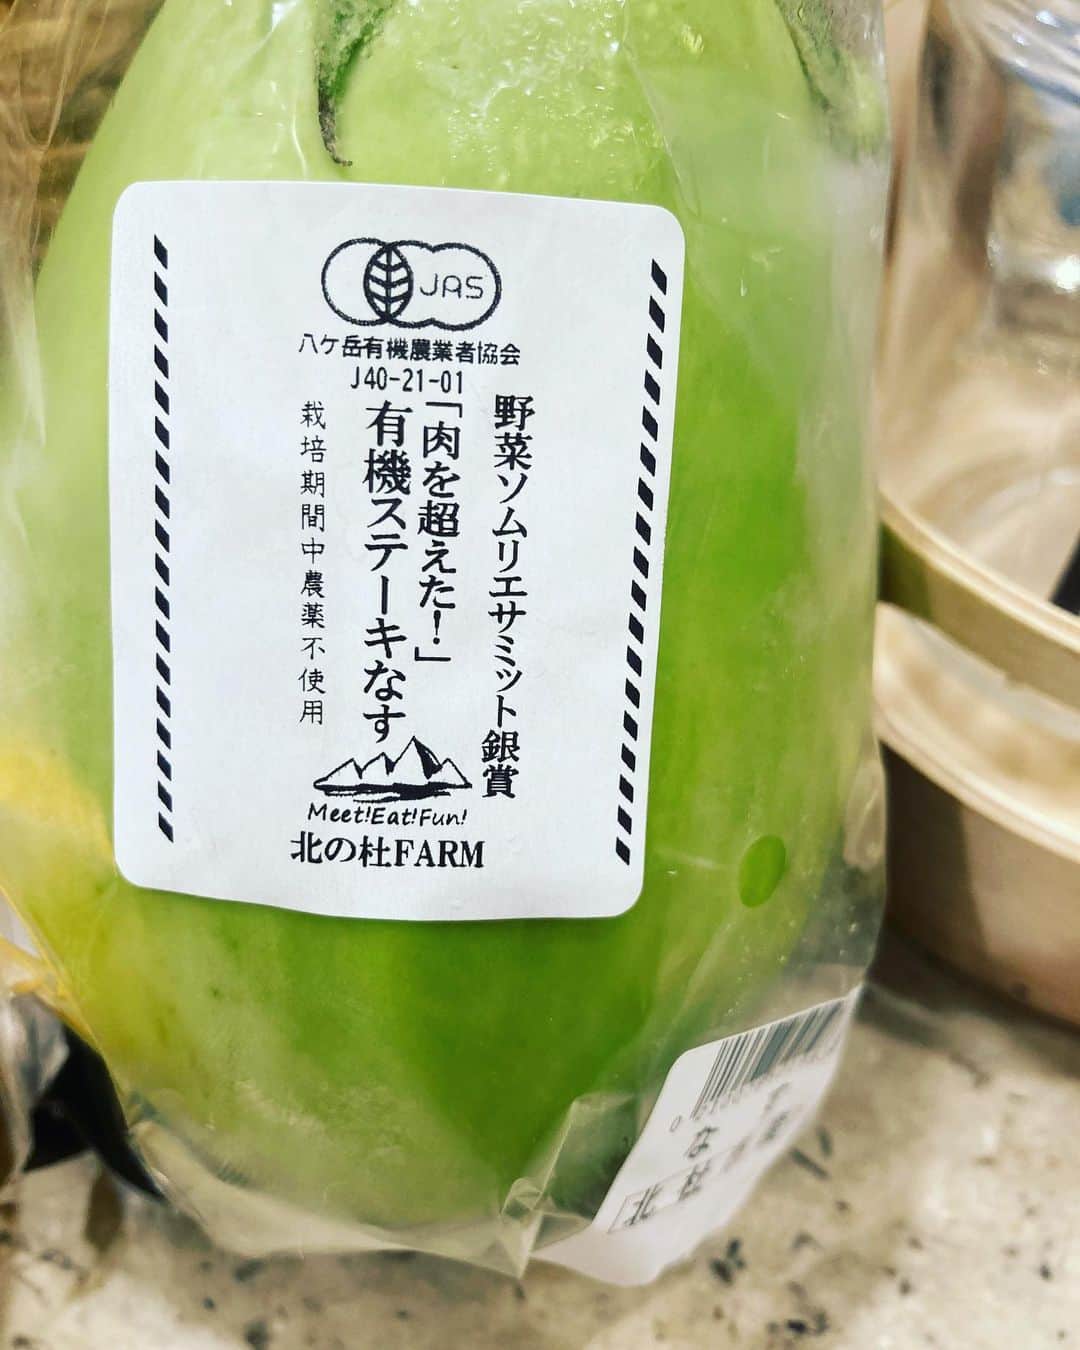 JAS
八ケ岳有機農業者協会
J40-21-01
野菜ソムリエサミット銀賞
「肉を超えた!」
有機ステーキなす
栽培期間中農薬不使用
Meet!Eat!Fun!
北の杜FARM
な
北 杜